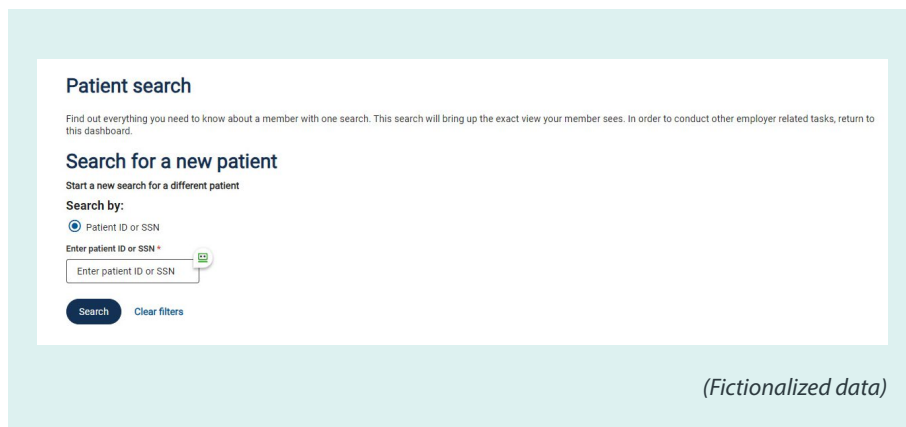 Patient search
Find out everything you need to know about a member with one search. This search will bring up the exact view your member sees. In order to conduct other employer related tasks, return to
this dashboard.
Search for a new patient
Start a new search for a different patient
Search by:
Patient ID or SSN
Enter patient ID or SSN *
Enter patient ID or SSN
Search Clear filters
(Fictionalized data)